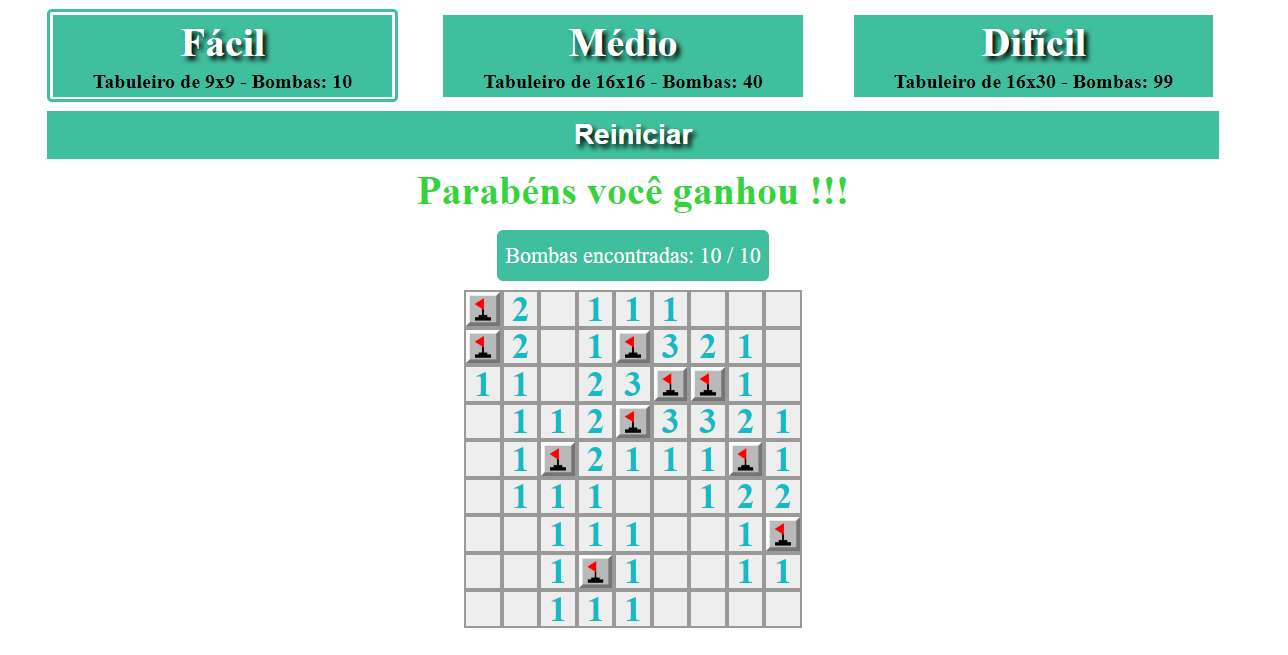 Fácil
Tabuleiro de 9x9 - Bombas: 10
Médio
Tabuleiro de 16x16 - Bombas: 40
Difícil
Tabuleiro de 16x30 - Bombas: 99
Reiniciar
Parabéns você ganhou !!!
Bombas encontradas: 10 / 10
2 1 1 1
2 1 3 2 1
1 1 2 3 1
1 1 2 3 3 2 1
1 2 1 1 1 1
1 1 1 1 2 2
1 1 1 1
1 1 1 1
1 1 1